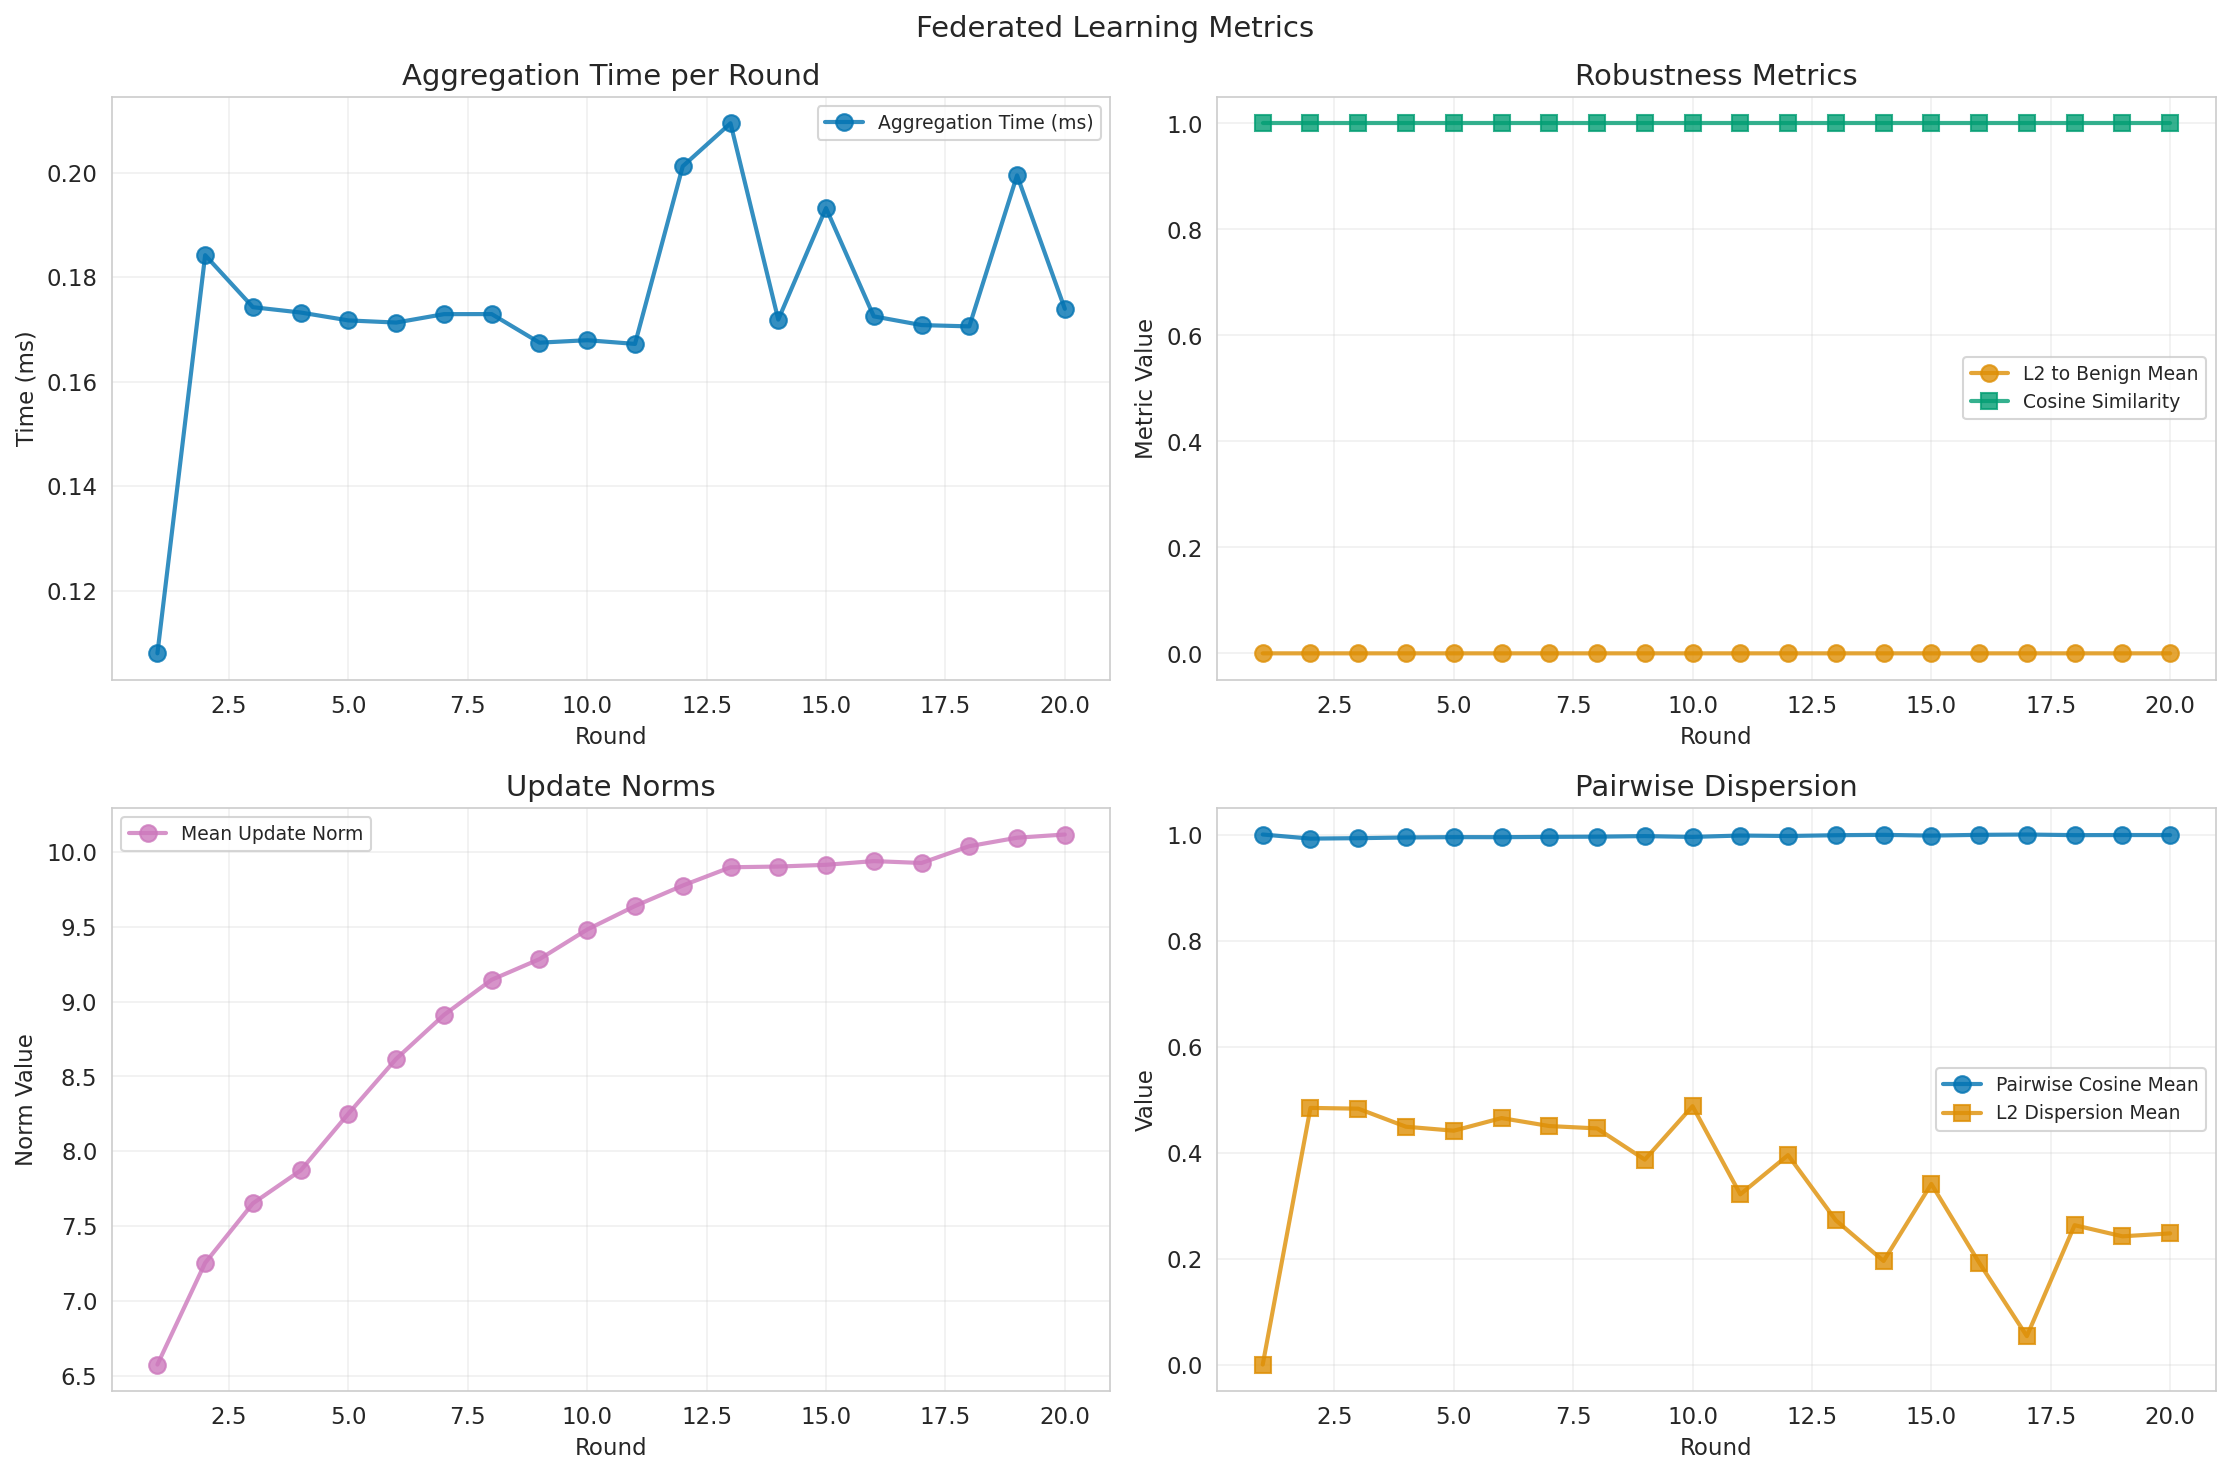 Federated Learning Metrics
Aggregation Time per Round
Aggregation Time (ms)
Time (ms)
0.20
0.18
0.16
0.14
0.12
2.5 5.0 7.5 10.0 12.5 15.0 17.5 20.0
Round
Robustness Metrics
L2 to Benign Mean
Cosine Similarity
Metric Value
1.0
0.8
0.6
0.4
0.2
0.0
2.5 5.0 7.5 10.0 12.5 15.0 17.5 20.0
Round
Update Norms
Mean Update Norm
Norm Value
10.0
9.5
9.0
8.5
8.0
7.5
7.0
6.5
2.5 5.0 7.5 10.0 12.5 15.0 17.5 20.0
Round
Pairwise Dispersion
Pairwise Cosine Mean
L2 Dispersion Mean
Value
1.0
0.8
0.6
0.4
0.2
0.0
2.5 5.0 7.5 10.0 12.5 15.0 17.5 20.0
Round